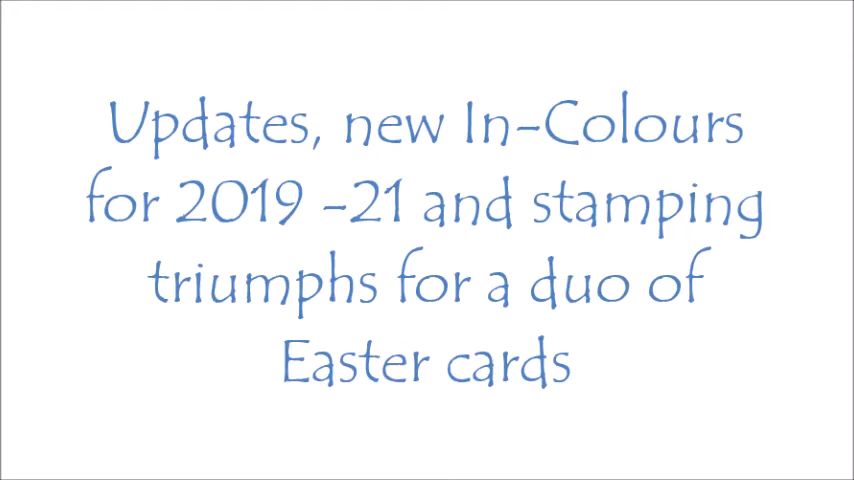 Updates, new In-Colours
for 2019 -21 and stamping
triumphs for a duo of
Easter cards